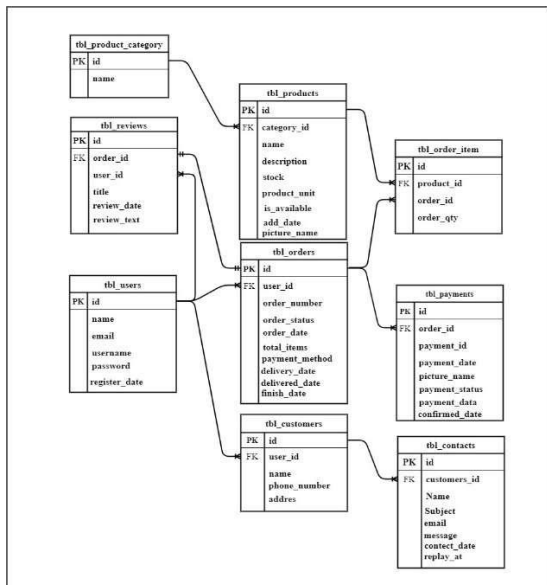 tbl_product_category
PK id
name
tbl_reviews
PK id
FK order_id
user_id
title
review_date
review_text
tbl_users
PK id
name
email
username
password
register_date
tbl_products
PK id
FK category_id
name
description
stock
product_unit
is_available
add_date
picture_name
tbl_orders
PK id
FK user_id
order_number
order_status
order_date
total_items
payment_method
delivery_date
delivered_date
finish_date
tbl_customers
PK id
FK user_id
name
phone_number
addres
tbl_order_item
PK id
FK product_id
order_id
order_qty
tbl_payments
PK id
FK order_id
payment_id
payment_date
picture_name
payment_status
payment_data
confirmed_date
tbl_contacts
PK id
FK customers_id
Name
Subject
email
message
contect_date
replay_at